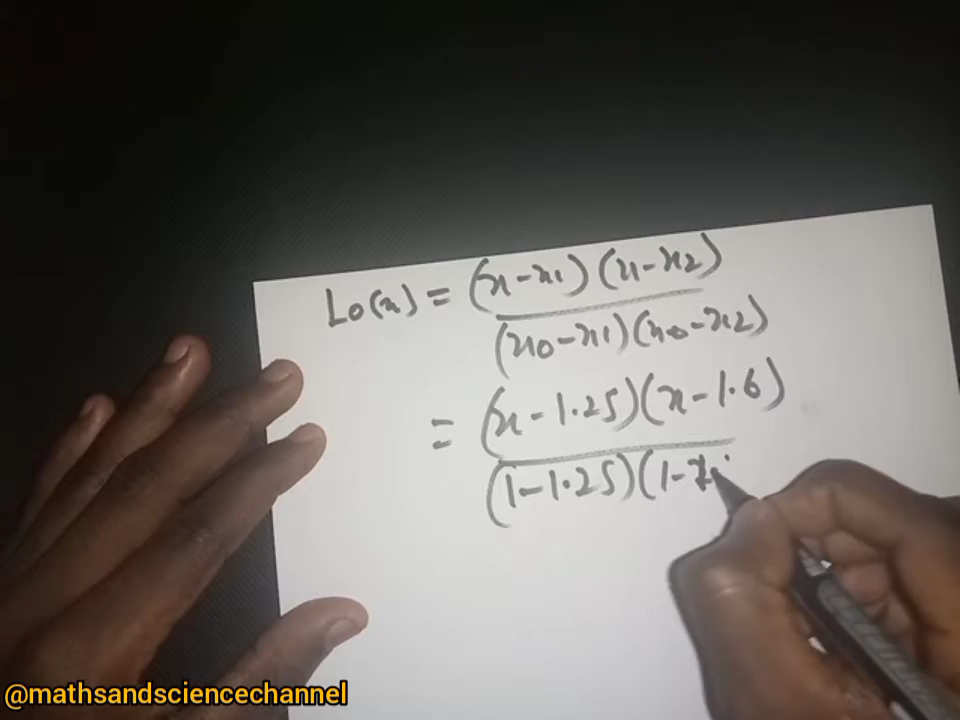 L0(x) = (x-x1)(x-x2)
(x0-x1)(x0-x2)
= (x-1.25)(x-1.6)
(1-1.25)(1-
@mathsandsciencechannel